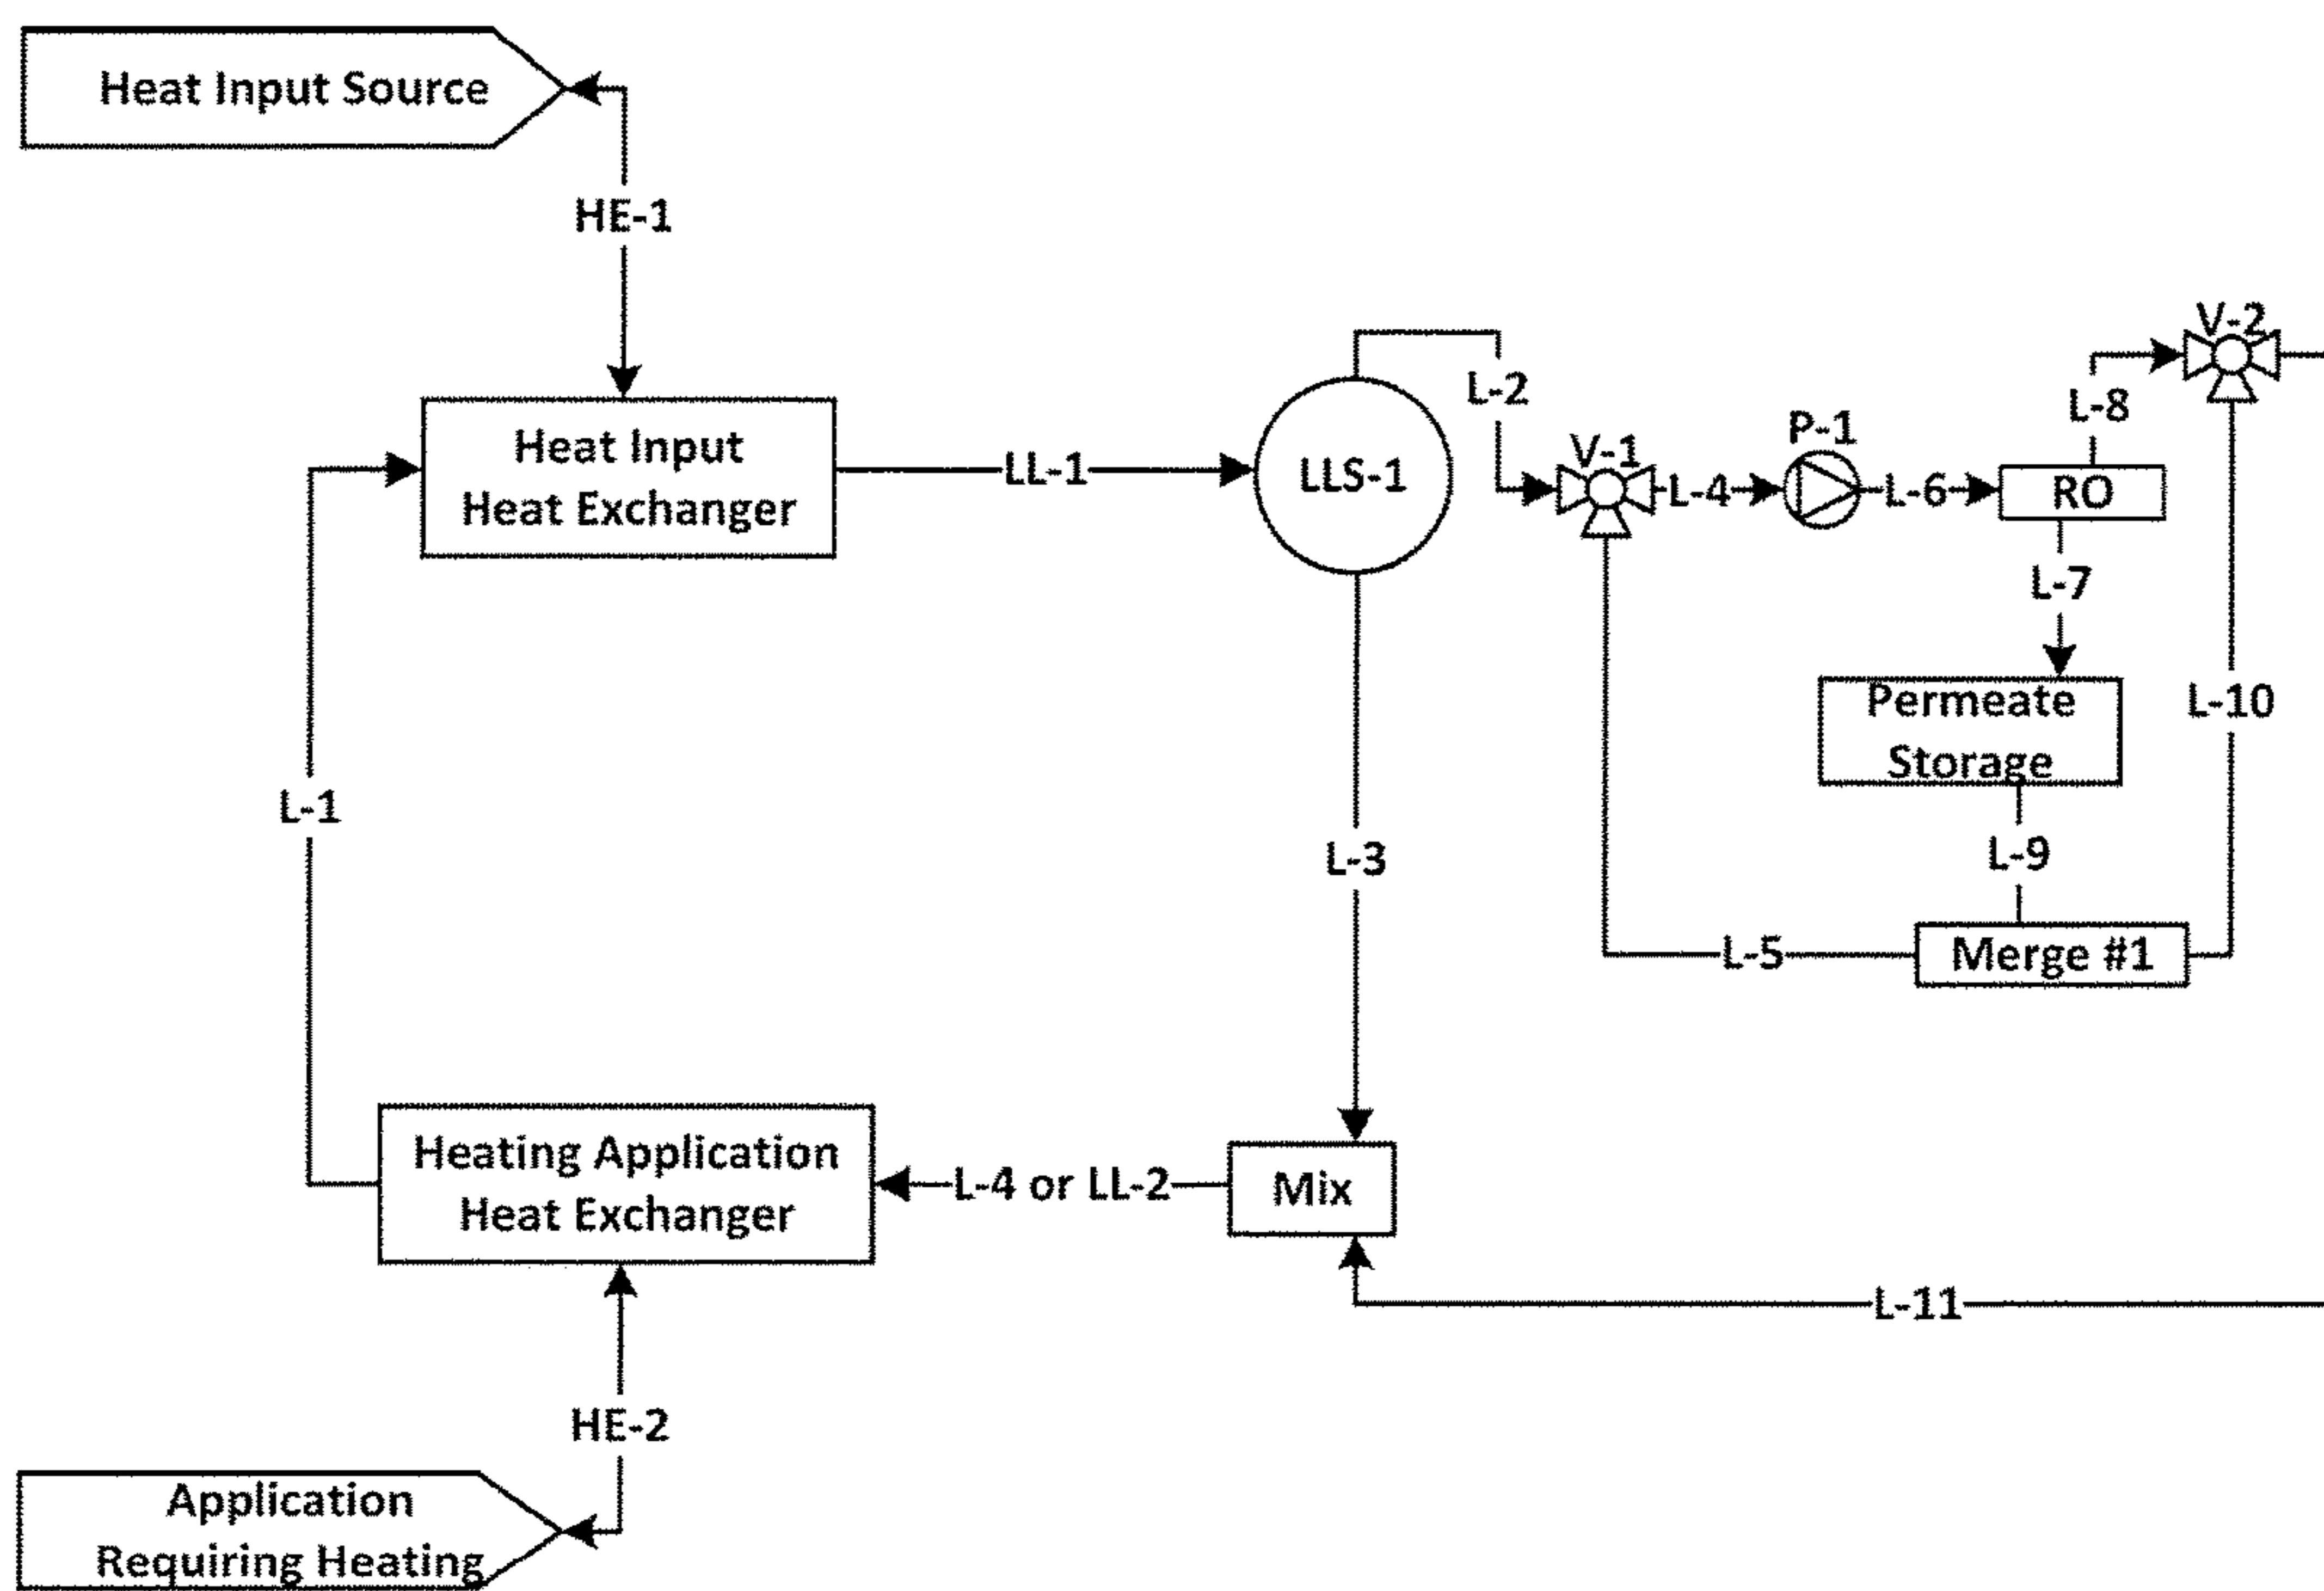 Heat Input Source
HE-1
V-2
L-2
L-8
P-1
Heat Input
Heat Exchanger
LL-1
LLS-1
V-1
L-4
L-6
RO
L-7
Permeate
Storage
L-10
L-1
L-3
L-9
L-5
Merge #1
Heating Application
Heat Exchanger
L-4 or LL-2
Mix
L-11
HE-2
Application
Requiring Heating